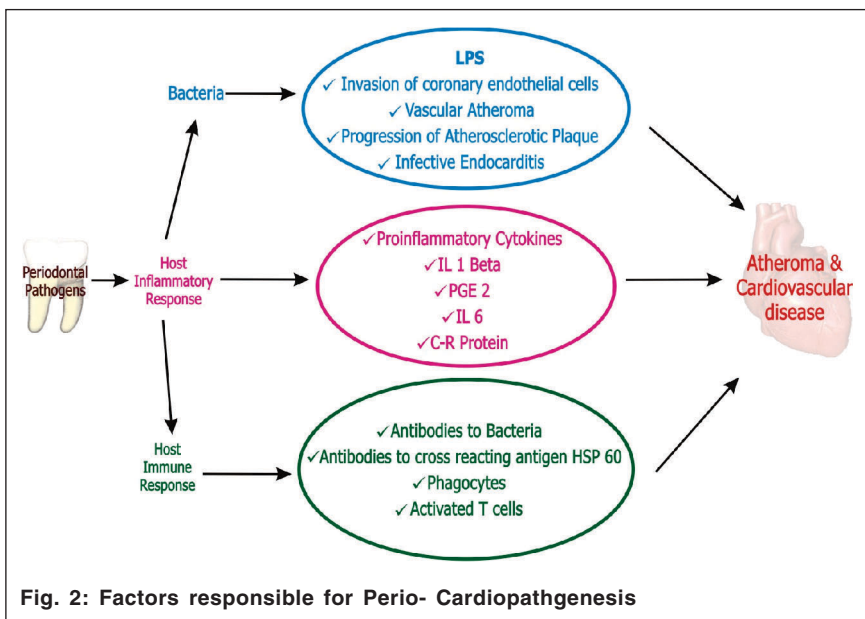 LPS
✓ Invasion of coronary endothelial cells
✓ Vascular Atheroma
✓ Progression of Atherosclerotic Plaque
✓ Infective Endocarditis
Bacteria
Periodontal
Pathogens
Host
Inflammatory
Response
✓ Proinflammatory Cytokines
✓ IL 1 Beta
✓ PGE 2
✓ IL 6
✓ C-R Protein
Atheroma &
Cardiovascular
disease
Host
Immune
Response
✓ Antibodies to Bacteria
✓ Antibodies to cross reacting antigen HSP 60
✓ Phagocytes
✓ Activated T cells
Fig. 2: Factors responsible for Perio- Cardiopathgenesis